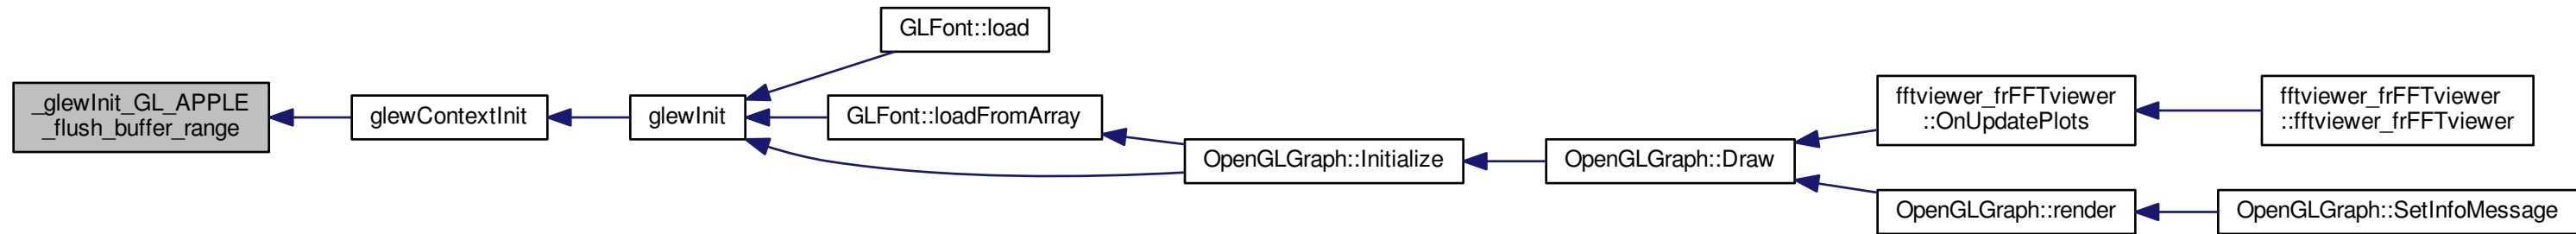 GLFont::load
_glewInit_GL_APPLE
_flush_buffer_range
glewContextInit
glewInit
GLFont::loadFromArray
OpenGLGraph::Initialize
OpenGLGraph::Draw
fftviewer_frFFTviewer
::OnUpdatePlots
fftviewer_frFFTviewer
::fftviewer_frFFTviewer
OpenGLGraph::render
OpenGLGraph::SetInfoMessage